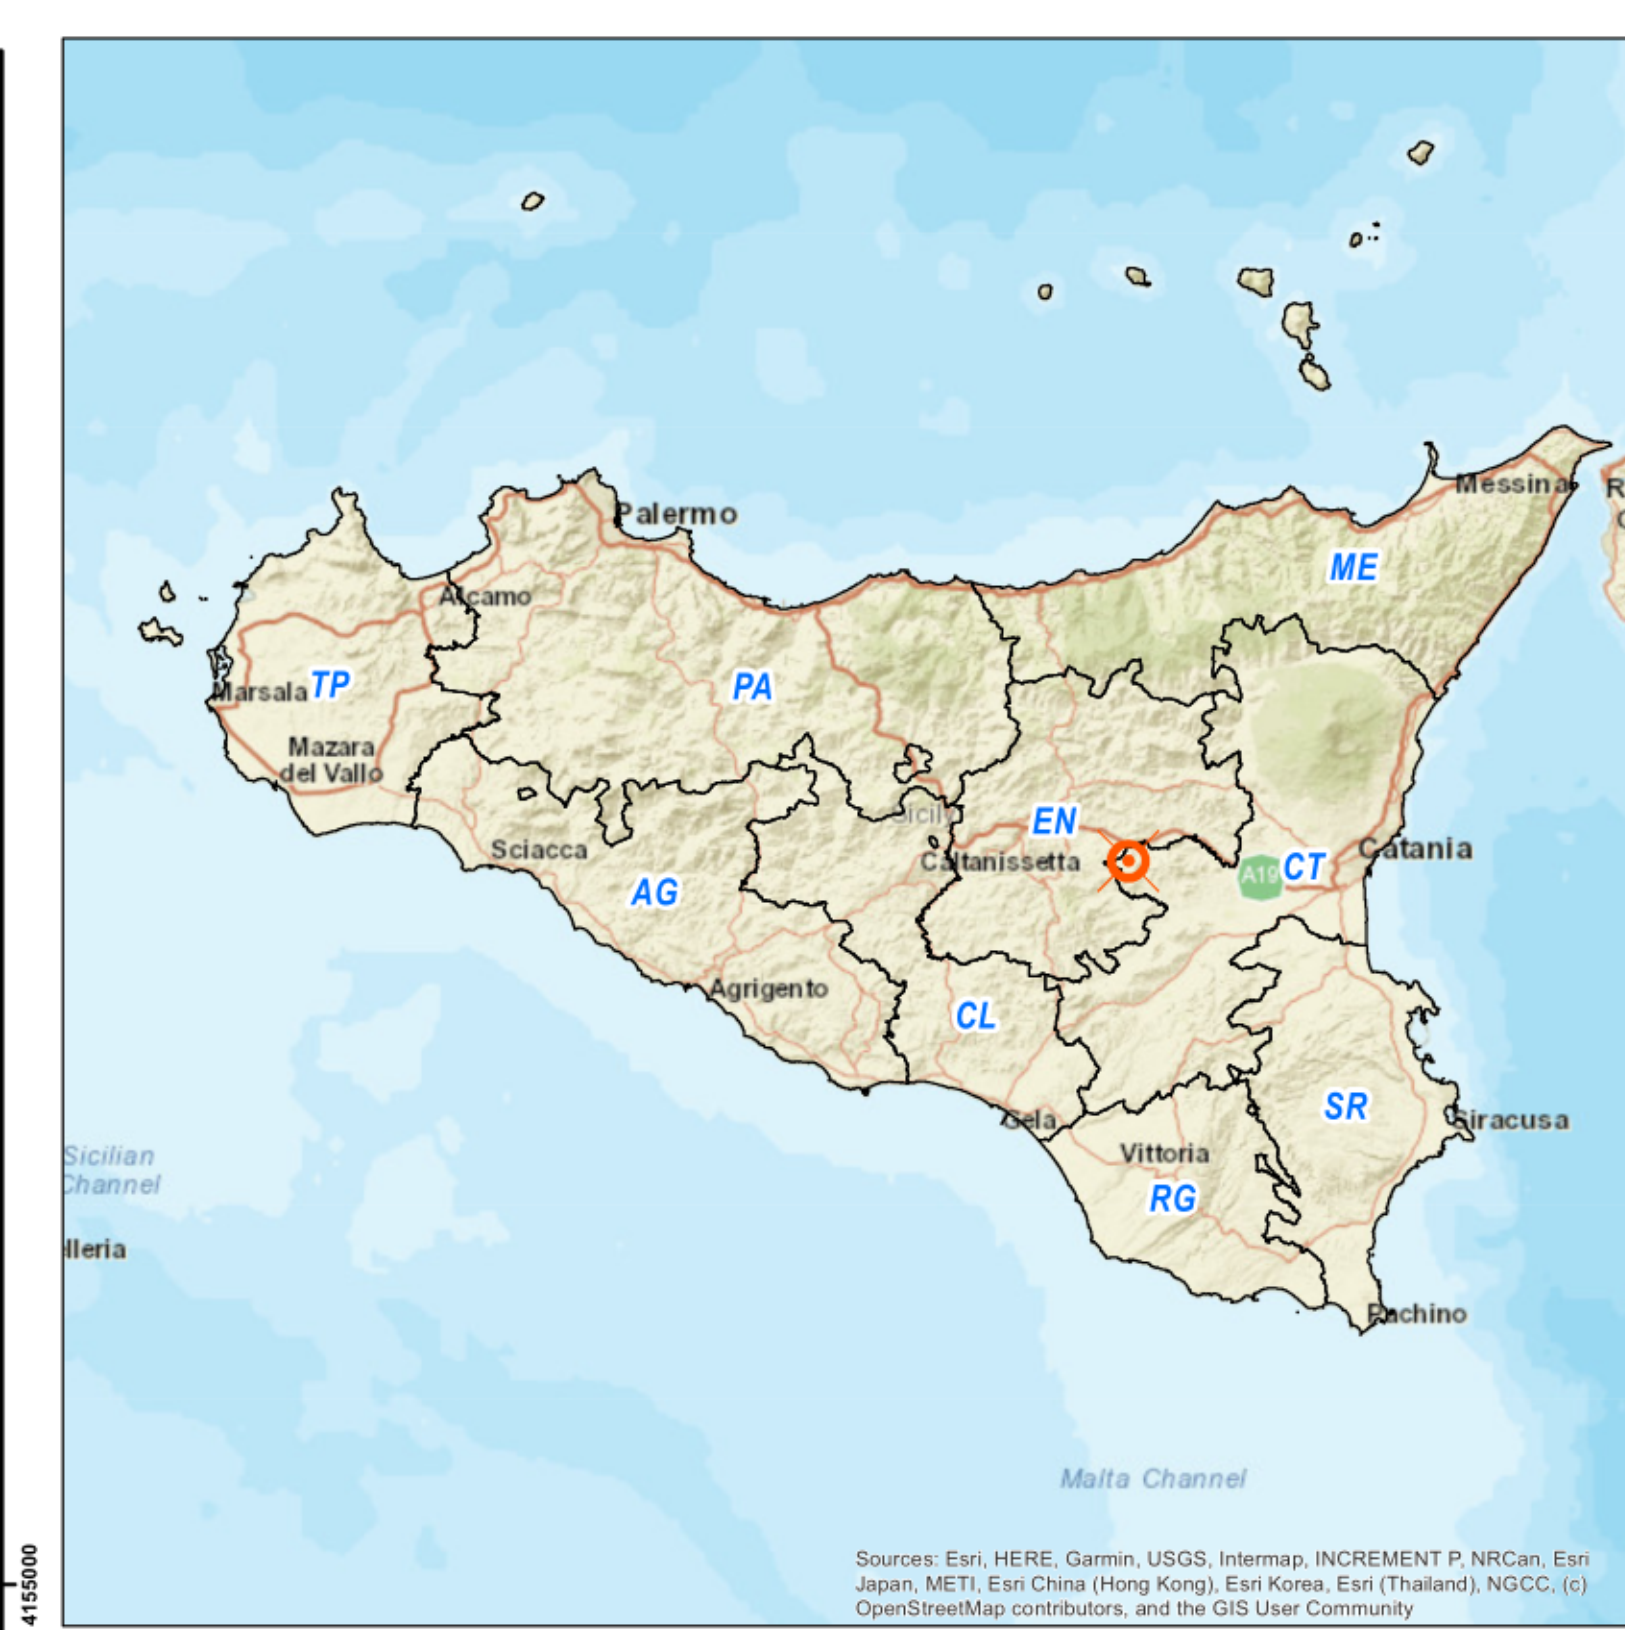 Messina
R
Palermo
ME
Alcamo
Marsala
TP
PA
Mazara
del Vallo
Sicily
EN
Sciacca
Caltanissetta
A19
CT
Catania
AG
Agrigento
CL
SR
Gela
Siracusa
Vittoria
Sicilian
Channel
RG
lleria
Pachino
Malta Channel
4155000
Sources: Esri, HERE, Garmin, USGS, Intermap, INCREMENT P, NRCan, Esri
Japan, METI, Esri China (Hong Kong), Esri Korea, Esri (Thailand), NGCC, (c)
OpenStreetMap contributors, and the GIS User Community